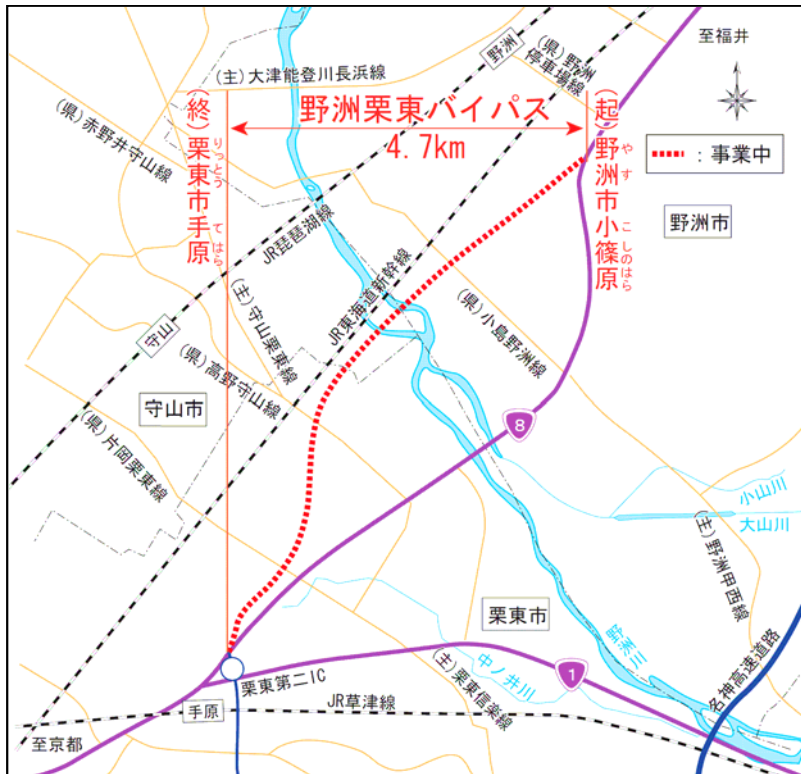 至福井
野洲
(県)野洲
停車場線
(主)大津能登川長浜線
野洲栗東バイパス
4.7km
(県)赤野井守山線
(終)栗東市手原
りっとう
てはら
(起)野洲市小篠原
やす
こしのはら
:事業中
野洲市
JR琵琶湖線
JR東海道新幹線
(主)守山栗東線
(県)小島野洲線
守山
(県)高野守山線
守山市
(県)片岡栗東線
8
小山川
大山川
(主)野洲甲西線
栗東市
野洲川
名神高速道路
中ノ井川
1
(主)栗東信楽線
栗東第二IC
手原
JR草津線
至京都